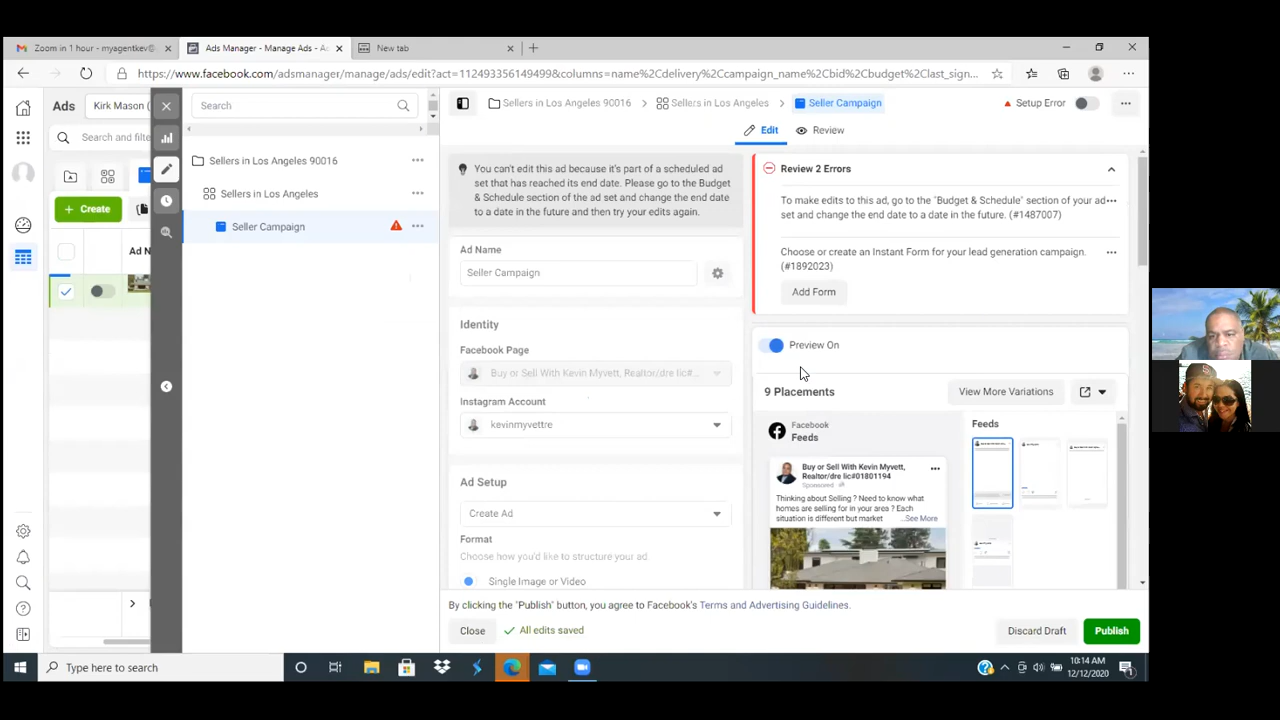 Zoom in 1 hour - myagentkev@
Ads Manager - Manage Ads - Ad
New tab
https://www.facebook.com/adsmanager/manage/ads/edit?act=112493356149499&columns=name%2Cdelivery%2Ccampaign_name%2Cbid%2Cbudget%2Clast_sign...
Ads
Kirk Mason (
Search
Search and filt
Create
Ad N
Sellers in Los Angeles 90016
Sellers in Los Angeles
Seller Campaign
Sellers in Los Angeles 90016 > Sellers in Los Angeles > Seller Campaign
Setup Error
Edit
Review
You can't edit this ad because it's part of a scheduled ad
set that has reached its end date. Please go to the Budget
& Schedule section of the ad set and change the end
date to a date in the future and then try your edits again.
Ad Name
Seller Campaign
Identity
Facebook Page
Buy or Sell With Kevin Myvett, Realtor/dre lic#...
Instagram Account
kevinmyvettre
Ad Setup
Create Ad
Format
Choose how you'd like to structure your ad.
Single Image or Video
Review 2 Errors
To make edits to this ad, go to the 'Budget & Schedule' section of your ad
set and change the end date to a date in the future. (#1487007)
Choose or create an Instant Form for your lead generation campaign.
(#1892023)
Add Form
Preview On
9 Placements
View More Variations
Facebook
Feeds
Feeds
Buy or Sell With Kevin Myvett,
Realtor/dre lic#01801194
Sponsored
Thinking about Selling ? Need to know what
homes are selling for in your area ? Each
situation is different but market ...See More
By clicking the 'Publish' button, you agree to Facebook's Terms and Advertising Guidelines.
Close
All edits saved
Discard Draft
Publish
Type here to search
10:14 AM
12/12/2020